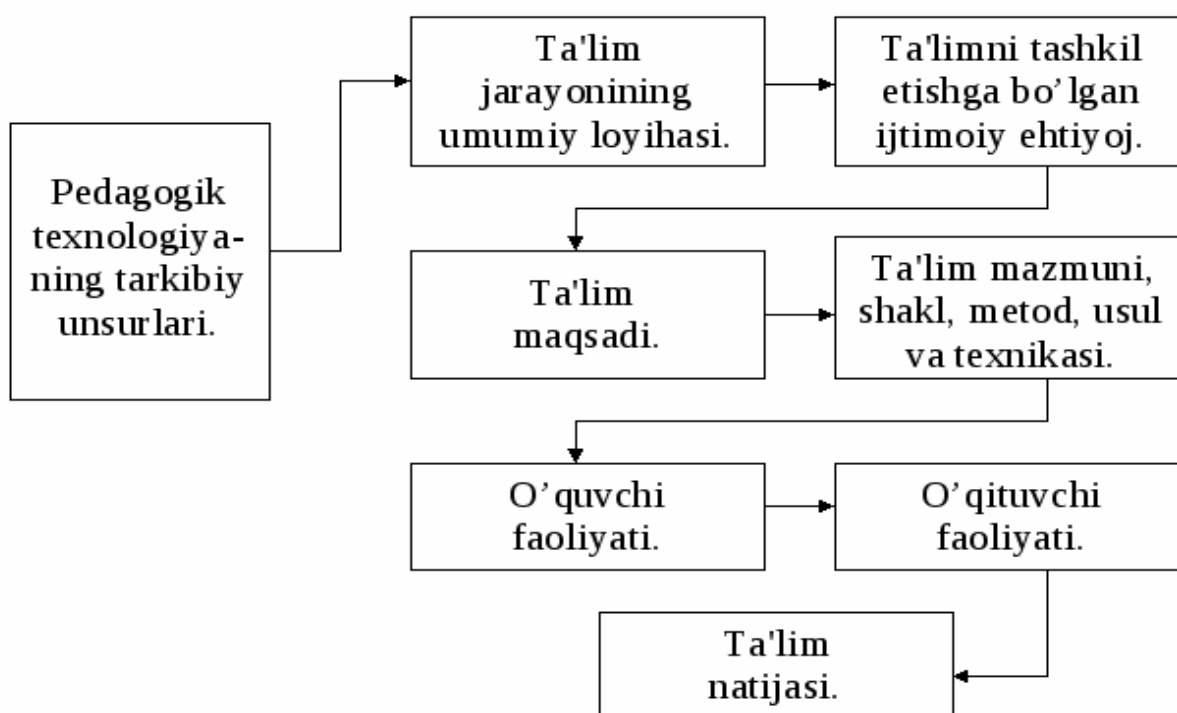 Pedagogik
texnologiya-
ning tarkibiy
unsurlari.
Ta'lim
jarayonining
umumiy loyihasi.
Ta'limni tashkil
etishga bo’lgan
ijtimoiy ehtiyoj.
Ta'lim
maqsadi.
Ta'lim mazmuni,
shakl, metod, usul
va texnikasi.
O’quvchi
faoliyati.
O’qituvchi
faoliyati.
Ta'lim
natijasi.